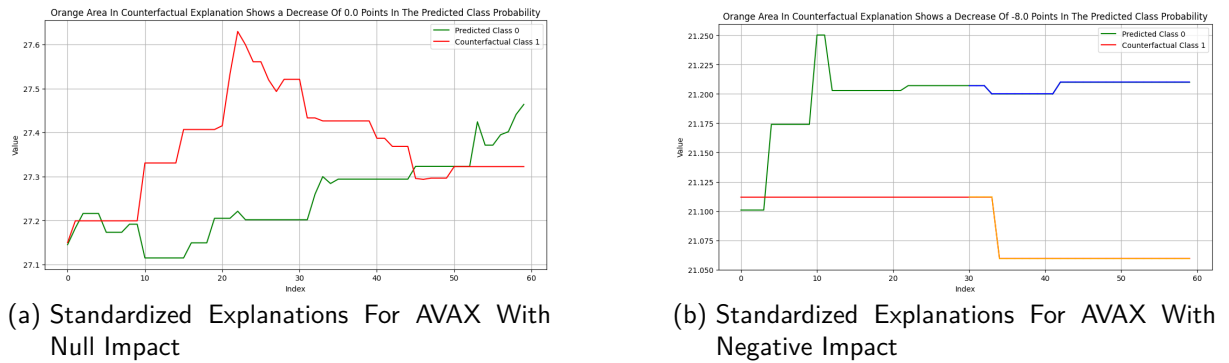 Orange Area In Counterfactual Explanation Shows a Decrease Of 0.0 Points In The Predicted Class Probability
Predicted Class 0
Counterfactual Class 1
27.6
27.5
27.4
27.3
27.2
27.1
Value
0 10 20 30 40 50 60
Index
(a) Standardized Explanations For AVAX With
Null Impact
Orange Area In Counterfactual Explanation Shows a Decrease Of -8.0 Points In The Predicted Class Probability
Predicted Class 0
Counterfactual Class 1
21.250
21.225
21.200
21.175
21.150
21.125
21.100
21.075
21.050
Value
0 10 20 30 40 50 60
Index
(b) Standardized Explanations For AVAX With
Negative Impact